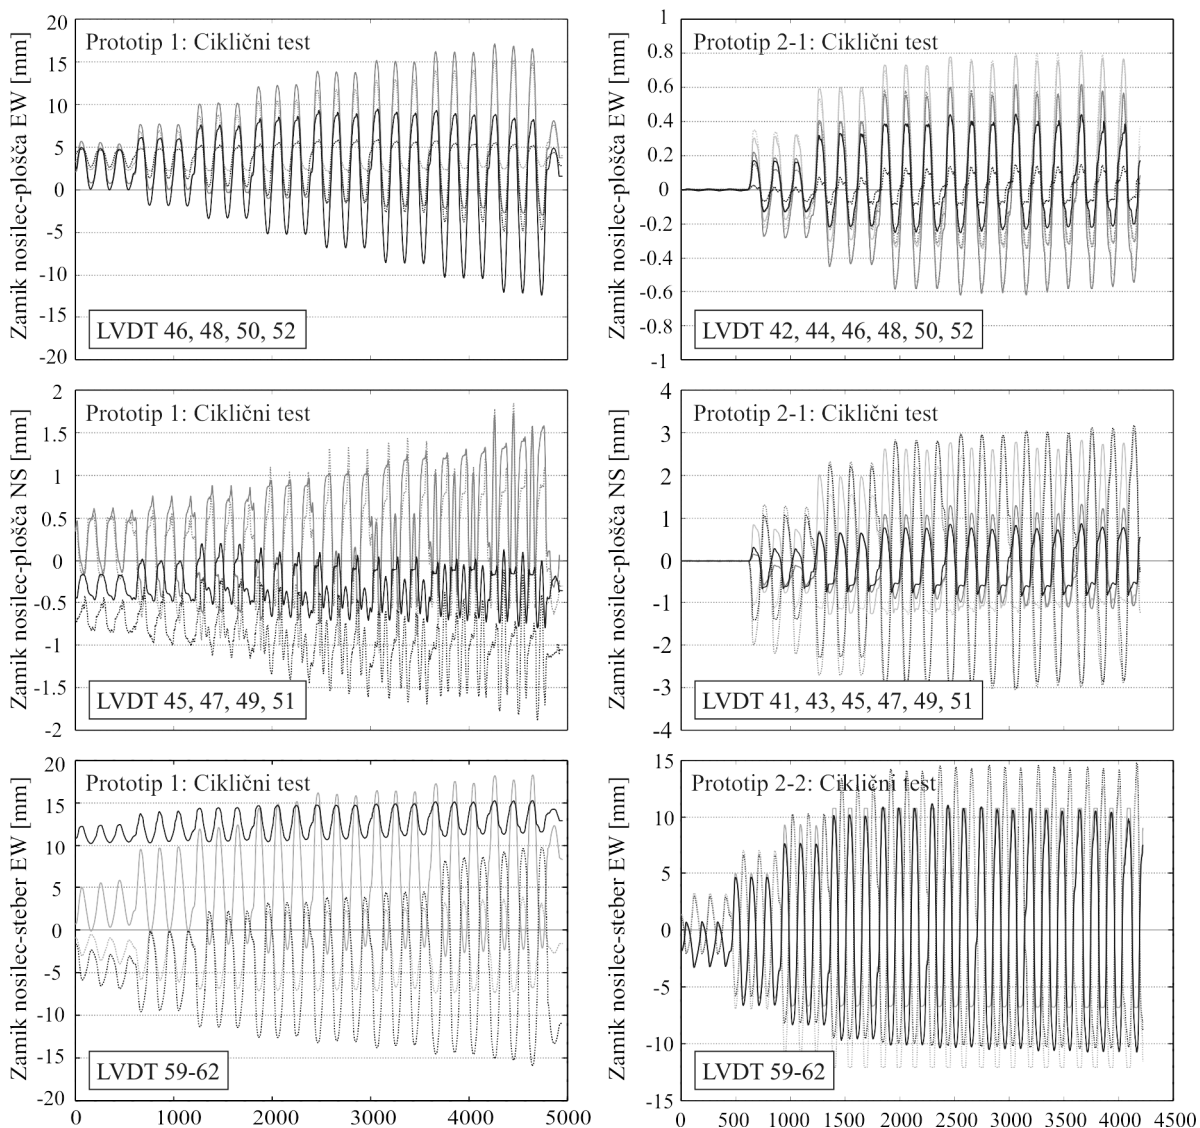 Zamik nosilec-plošča EW [mm]
20
15
10
5
0
-5
-10
-15
-20
Prototip 1: Ciklični test
LVDT 46, 48, 50, 52
Zamik nosilec-plošča EW [mm]
1
0.8
0.6
0.4
0.2
0
-0.2
-0.4
-0.6
-0.8
-1
Prototip 2-1: Ciklični test
LVDT 42, 44, 46, 48, 50, 52
Zamik nosilec-plošča NS [mm]
2
1.5
1
0.5
0
-0.5
-1
-1.5
-2
Prototip 1: Ciklični test
LVDT 45, 47, 49, 51
Zamik nosilec-plošča NS [mm]
4
3
2
1
0
-1
-2
-3
-4
Prototip 2-1: Ciklični test
LVDT 41, 43, 45, 47, 49, 51
Zamik nosilec-steber EW [mm]
20
15
10
5
0
-5
-10
-15
-20
Prototip 1: Ciklični test
LVDT 59-62
0 1000 2000 3000 4000 5000
Zamik nosilec-steber EW [mm]
15
10
5
0
-5
-10
-15
Prototip 2-2: Ciklični test
LVDT 59-62
0 500 1000 1500 2000 2500 3000 3500 4000 4500